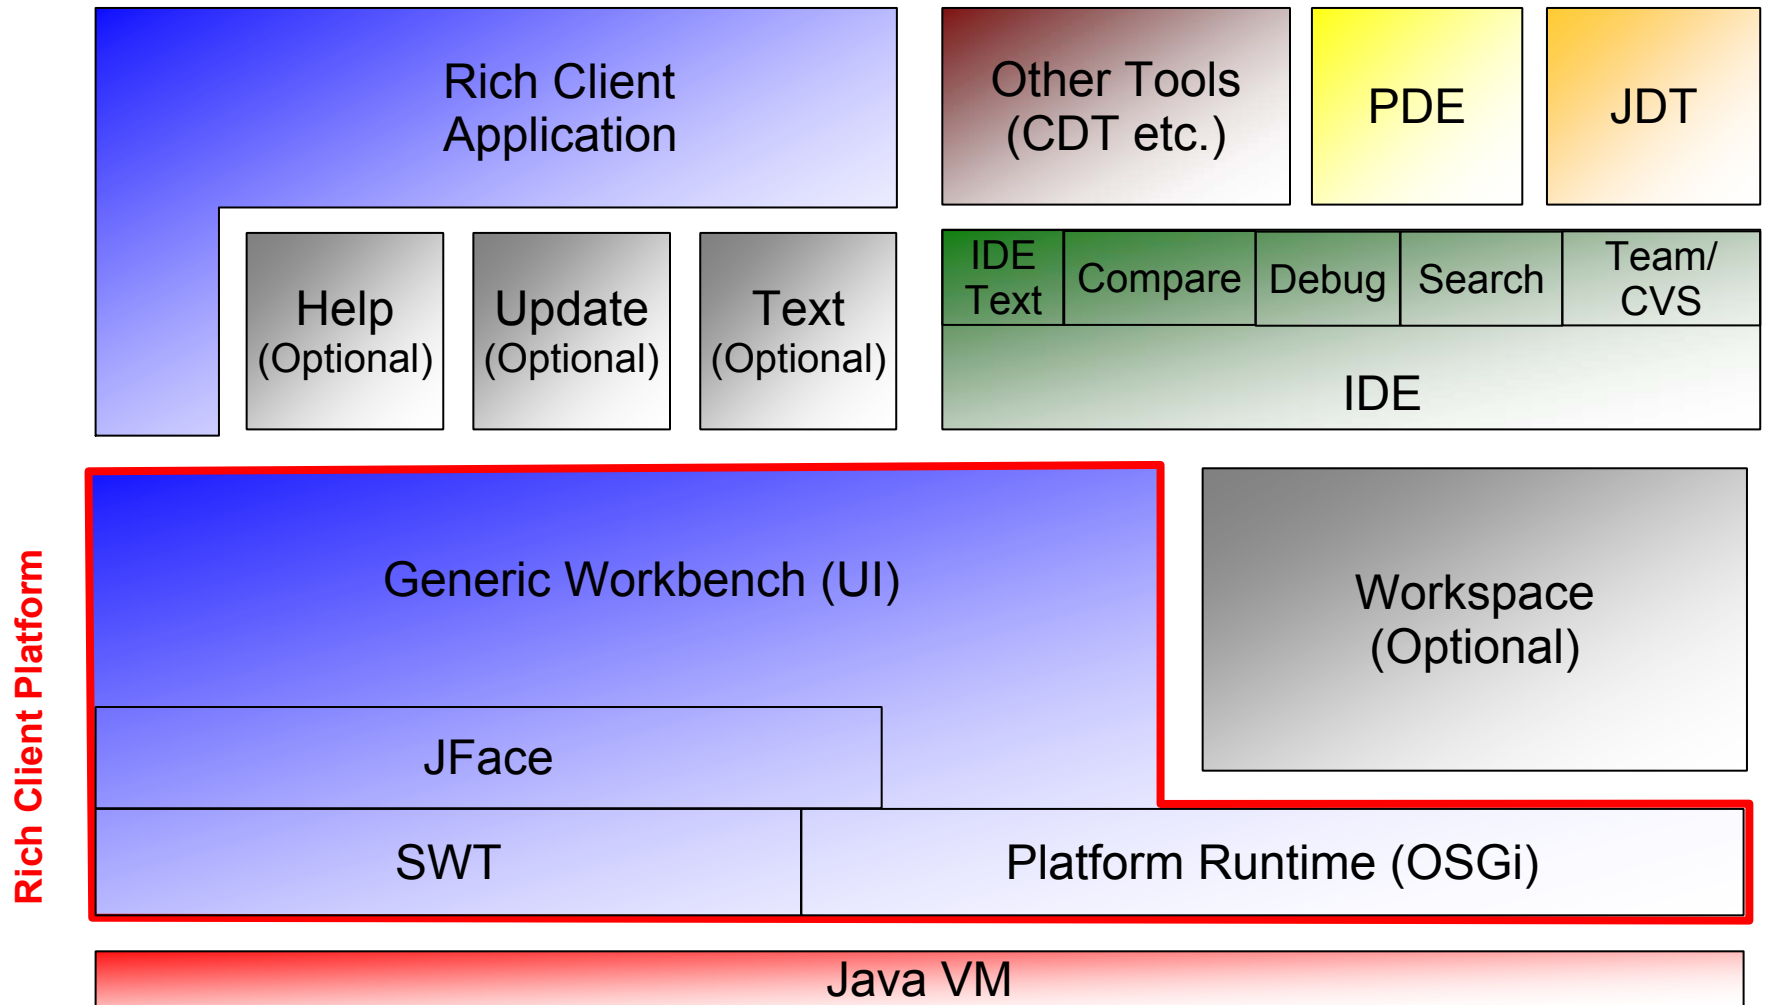 Rich Client
Application
Other Tools
(CDT etc.)
PDE
JDT
Help
(Optional)
Update
(Optional)
Text
(Optional)
IDE
Text
Compare
Debug
Search
Team/
CVS
IDE
Rich Client Platform
Generic Workbench (UI)
Workspace
(Optional)
JFace
SWT
Platform Runtime (OSGi)
Java VM